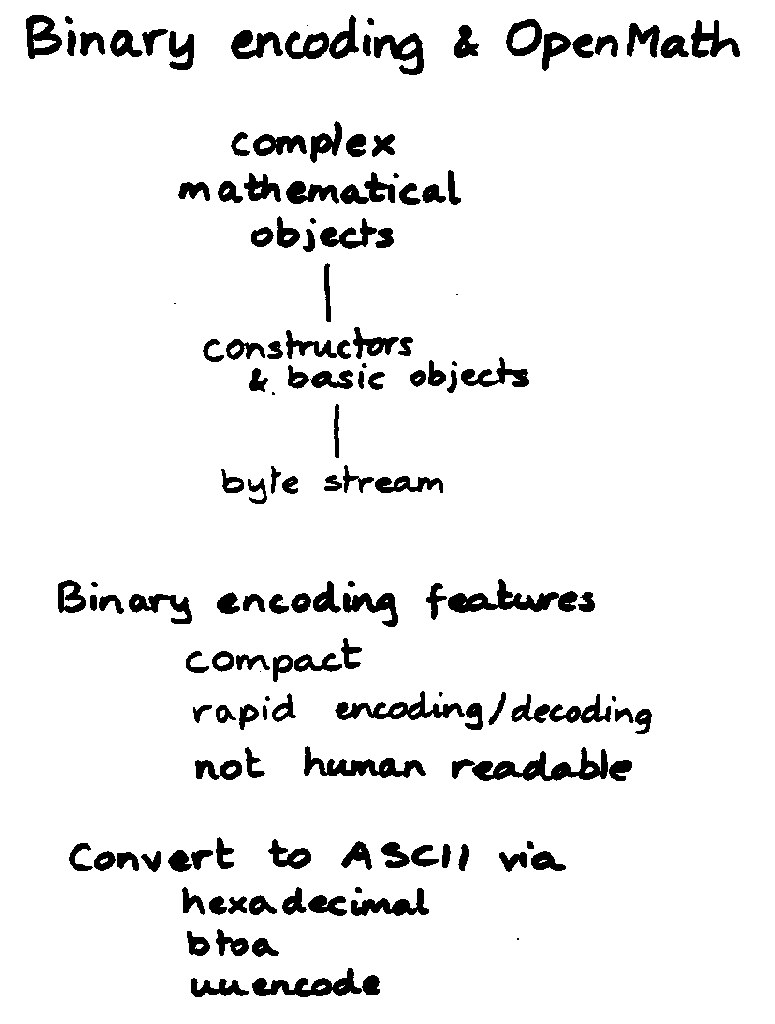 Binary encoding & OpenMath
complex
mathematical
objects
constructors
& basic objects
byte stream
Binary encoding features
compact
rapid encoding/decoding
not human readable
Convert to ASCII via
hexadecimal
btoa
uuencode